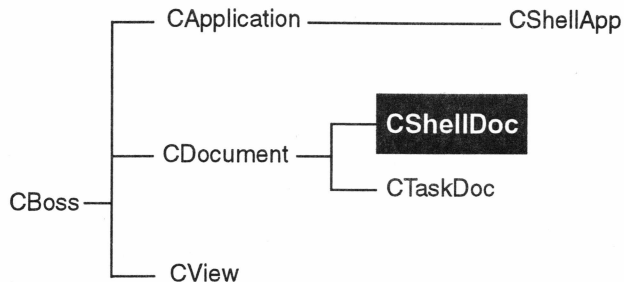 CApplication CShellApp
CShellDoc
CDocument
CTaskDoc
CBoss
CView